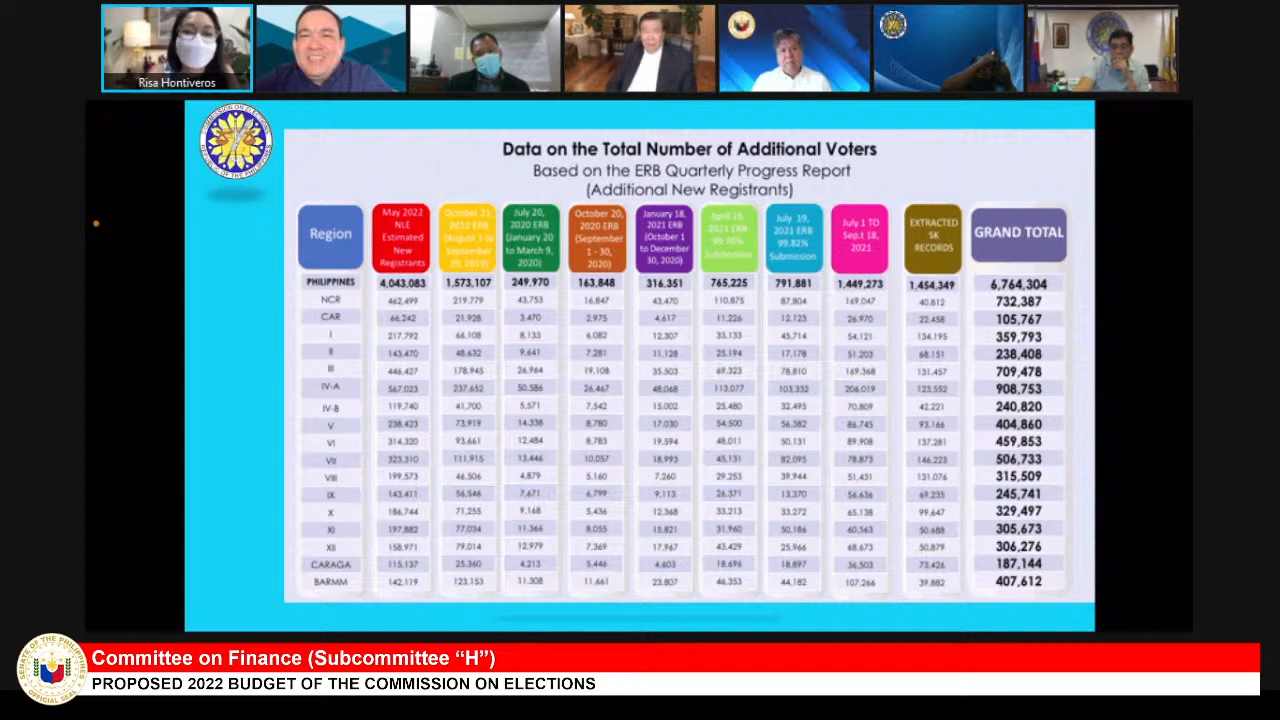 Risa Hontiveros
Data on the Total Number of Additional Voters
Based on the ERB Quarterly Progress Report
(Additional New Registrants)
Region
May 2022 NLE Estimated New Registrants
2019 ERB
July 20, 2020 ERB (January 20 to March 9, 2020)
October 20, 2020 ERB (September 1 - 30, 2020)
January 18, 2021 ERB (October 1 to December 30, 2020)
2021 ERB Submission
July 19, 2021 ERB 99.82% Submission
July 1 TO Sep.t 18, 2021
EXTRACTED SK RECORDS
GRAND TOTAL
PHILIPPINES 4,043,083 1,573,107 249,970 163,848 316,351 765,225 791,881 1,449,273 1,454,349 6,764,304
NCR 462,499 219,779 43,753 16,847 43,470 110,875 87,804 169,047 40,812 732,387
CAR 66,242 21,928 3,470 2,975 4,617 11,226 12,123 26,970 22,458 105,767
I 217,792 66,108 8,133 6,082 12,307 33,133 45,714 54,121 134,195 359,793
II 143,470 48,632 9,641 7,281 11,128 25,194 17,178 51,203 68,151 238,408
III 446,427 178,945 26,964 19,108 35,503 69,323 78,810 169,368 131,457 709,478
IV-A 567,023 237,652 50,586 26,467 48,068 113,077 103,332 206,019 123,552 908,753
IV-B 119,740 41,700 5,571 7,542 15,002 25,480 32,495 70,809 42,221 240,820
V 238,423 73,919 14,338 8,780 17,030 54,500 56,382 86,745 93,166 404,860
VI 314,320 93,661 12,484 8,783 19,594 48,011 50,131 89,908 137,281 459,853
VII 323,310 111,915 13,446 10,057 18,993 45,131 82,095 78,873 146,223 506,733
VIII 199,573 46,506 4,879 5,160 7,260 29,253 39,944 51,431 131,076 315,509
IX 143,411 56,546 7,671 6,799 9,113 26,371 13,370 56,636 69,235 245,741
X 186,744 71,255 9,168 5,436 12,368 33,213 33,272 65,138 99,647 329,497
XI 197,882 77,034 11,366 8,055 15,821 31,960 50,186 60,563 50,688 305,673
XII 158,971 79,014 12,979 7,369 17,967 43,429 25,966 68,673 50,879 306,276
CARAGA 115,137 25,360 4,213 5,446 4,603 18,696 18,897 36,503 73,426 187,144
BARMM 142,119 123,153 11,308 11,661 23,807 46,353 44,182 107,266 39,882 407,612
Committee on Finance (Subcommittee “H”)
PROPOSED 2022 BUDGET OF THE COMMISSION ON ELECTIONS